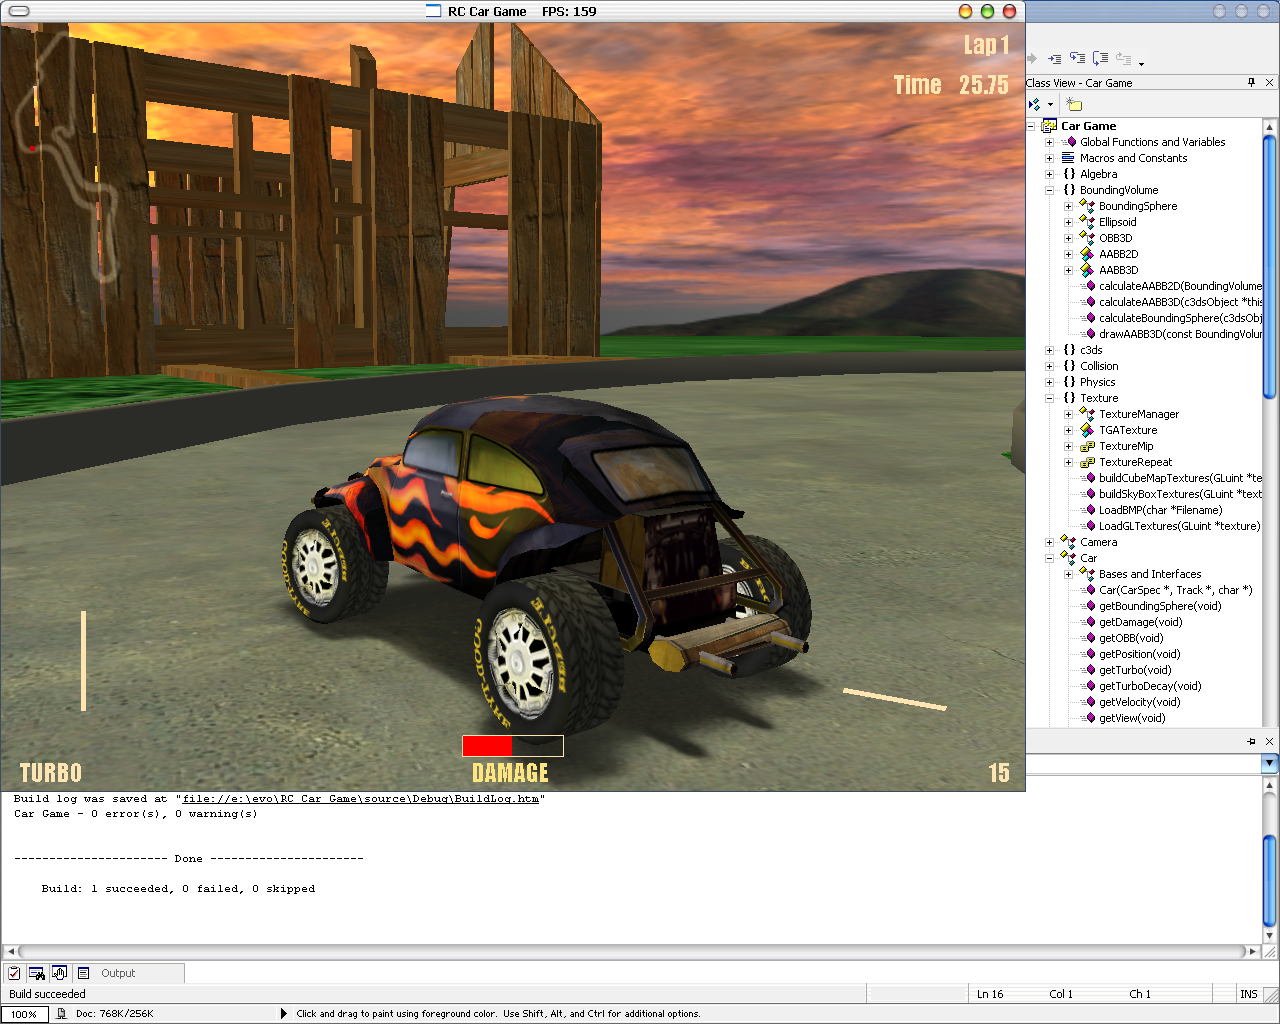 RC Car Game    FPS: 159
Lap 1
Time 25.75
TURBO
DAMAGE
15
Class View - Car Game
Car Game
Global Functions and Variables
Macros and Constants
{} Algebra
{} BoundingVolume
BoundingSphere
Ellipsoid
OBB3D
AABB2D
AABB3D
calculateAABB2D(BoundingVolume
calculateAABB3D(c3dsObject *this
calculateBoundingSphere(c3dsObj
drawAABB3D(const BoundingVolu
{} c3ds
{} Collision
{} Physics
{} Texture
TextureManager
TGATexture
TextureMip
TextureRepeat
buildCubeMapTextures(GLuint *te
buildSkyBoxTextures(GLuint *text
LoadBMP(char *Filename)
LoadGLTextures(GLuint *texture)
Camera
Car
Bases and Interfaces
Car(CarSpec *, Track *, char *)
getBoundingSphere(void)
getDamage(void)
getOBB(void)
getPosition(void)
getTurbo(void)
getTurboDecay(void)
getVelocity(void)
getView(void)
Build log was saved at "file://e:\evo\RC Car Game\source\Debug\BuildLog.htm"
Car Game - 0 error(s), 0 warning(s)
---------------------- Done ----------------------
Build: 1 succeeded, 0 failed, 0 skipped
Output
Build succeeded
Ln 16
Col 1
Ch 1
INS
100%
Doc: 768K/256K
Click and drag to paint using foreground color.  Use Shift, Alt, and Ctrl for additional options.